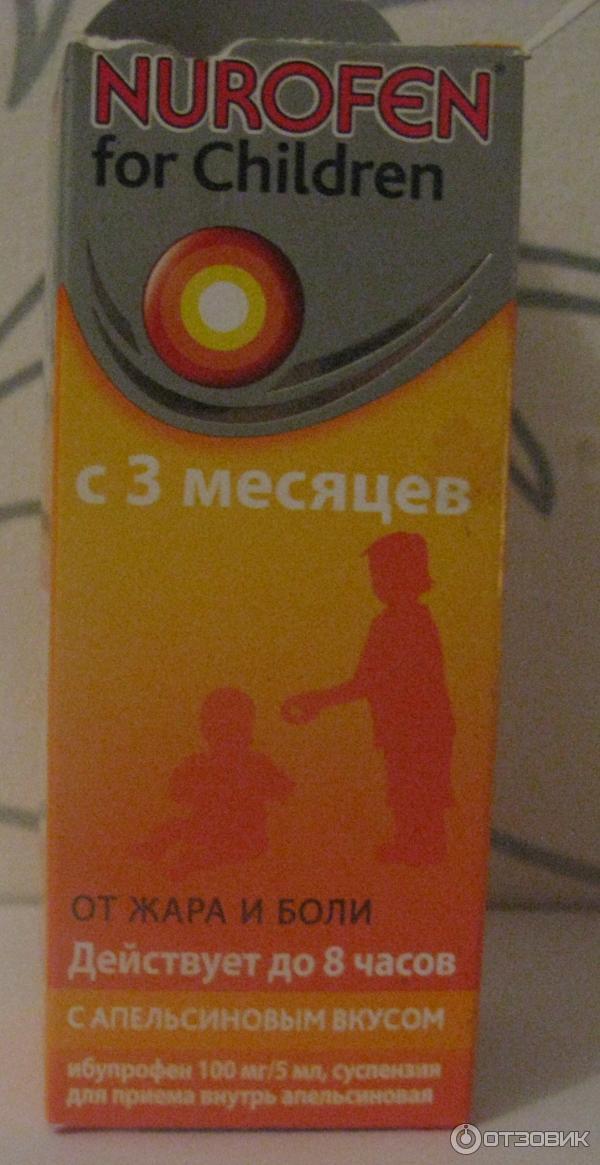 NUROFEN®
for Children
с 3 месяцев
ОТ ЖАРА И БОЛИ
Действует до 8 часов
С АПЕЛЬСИНОВЫМ ВКУСОМ
ибупрофен 100 мг/5 мл, суспензия
для приема внутрь апельсиновая
ОТЗОВИК